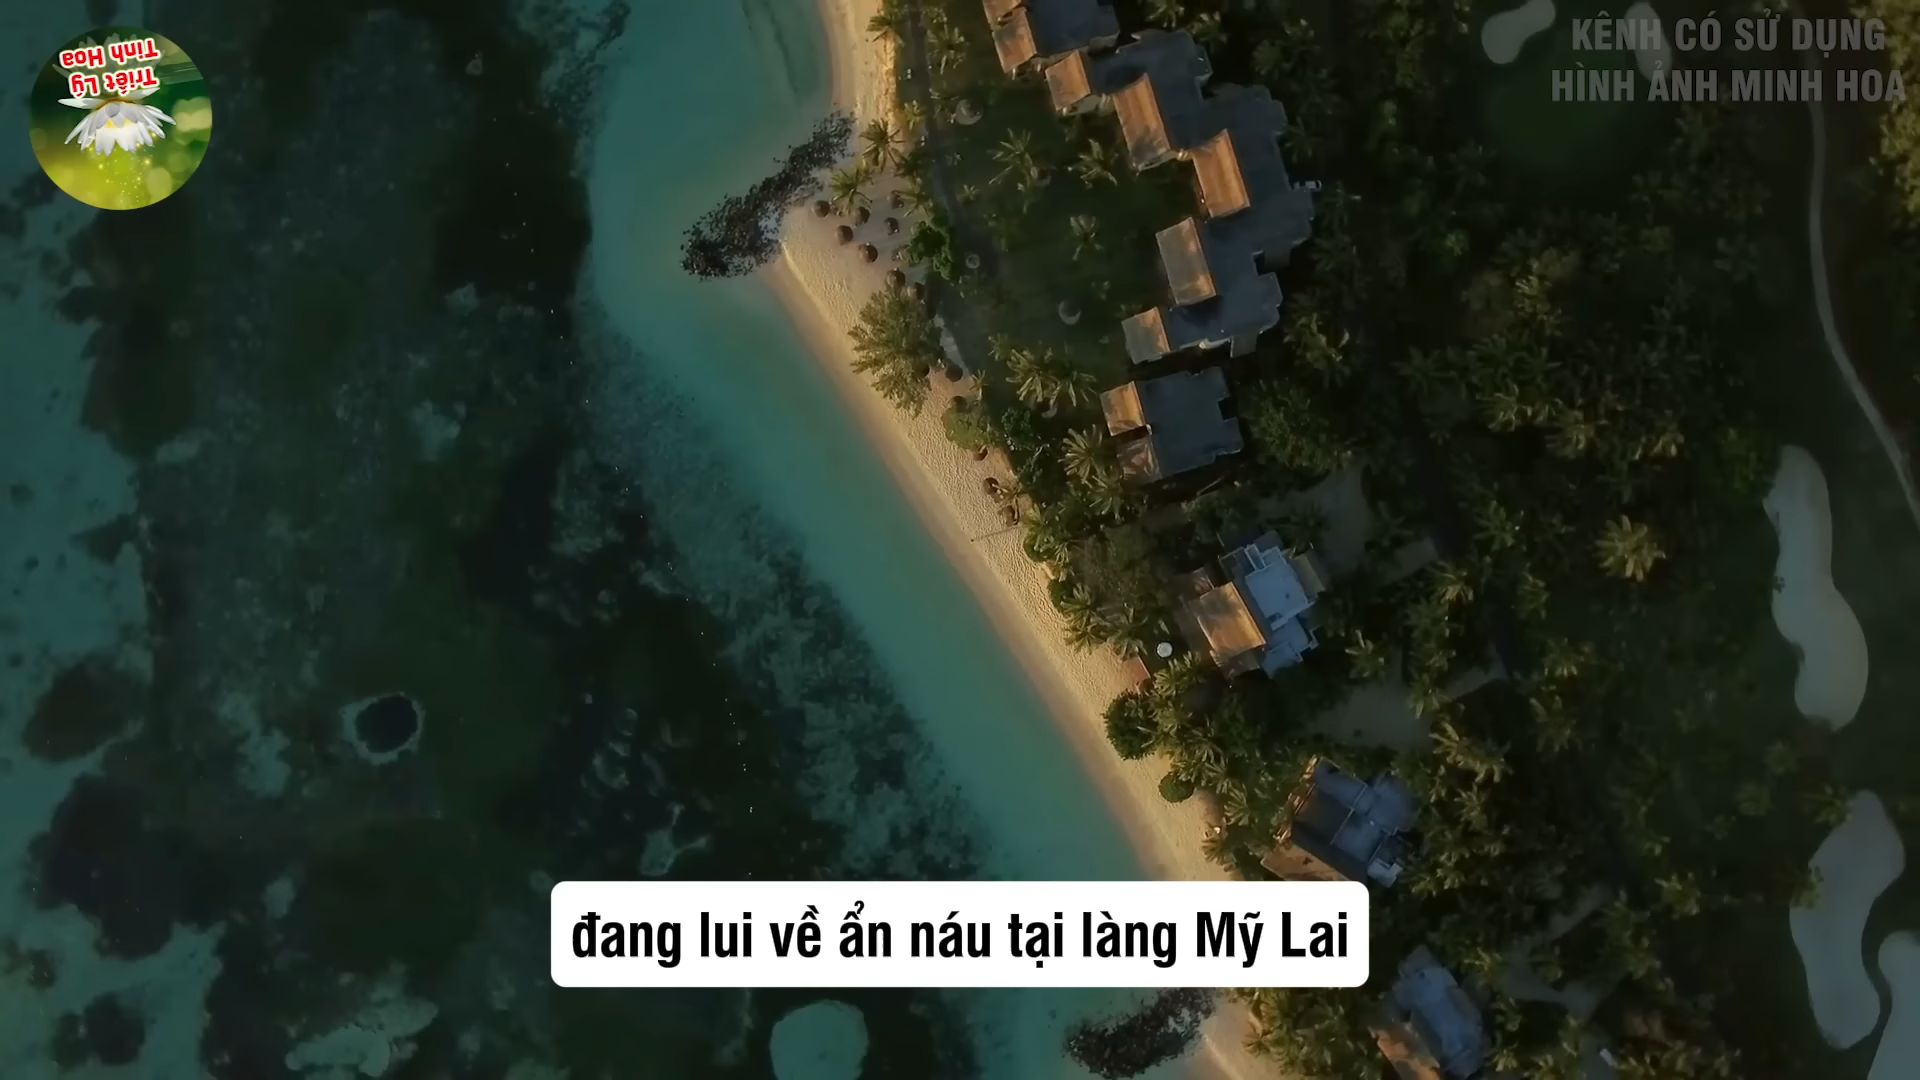 Triết Lý
Tinh Hoa
KÊNH CÓ SỬ DỤNG
HÌNH ẢNH MINH HOA
đang lui về ẩn náu tại làng Mỹ Lai